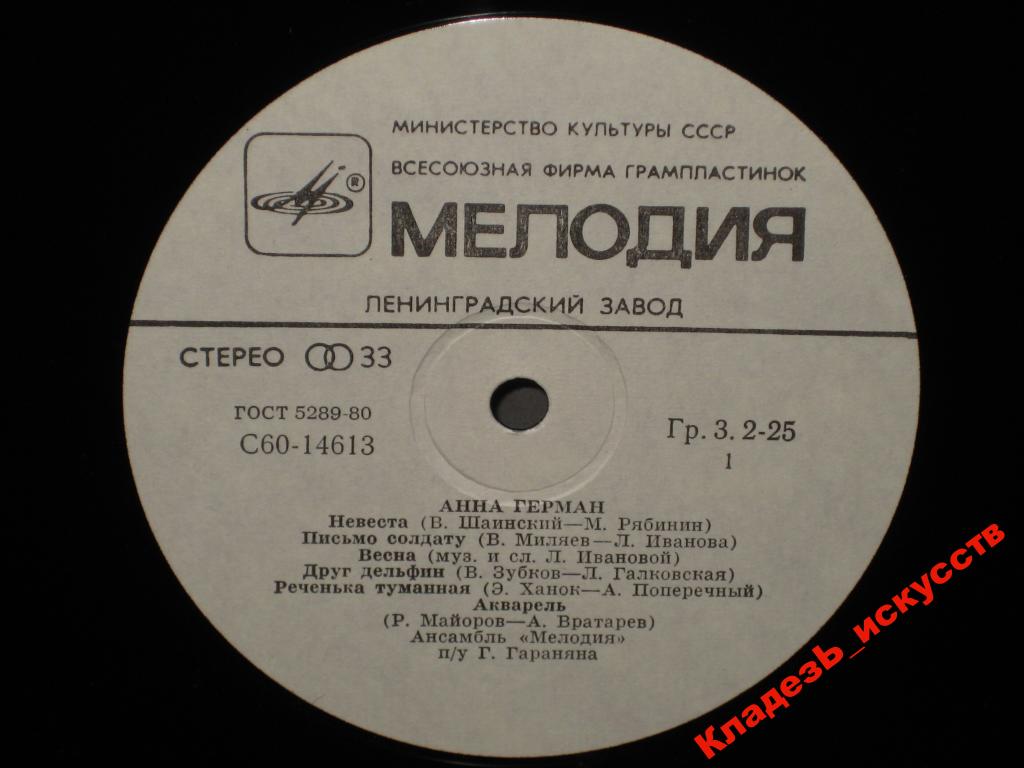 МИНИСТЕРСТВО КУЛЬТУРЫ СССР
ВСЕСОЮЗНАЯ ФИРМА ГРАМПЛАСТИНОК
®
МЕЛОДИЯ
ЛЕНИНГРАДСКИЙ ЗАВОД
СТЕРЕО 33
ГОСТ 5289-80
С60-14613
Гр. 3. 2-25
1
АННА ГЕРМАН
Невеста (В. Шаинский—М. Рябинин)
Письмо солдату (В. Миляев—Л. Иванова)
Весна (муз. и сл. Л. Ивановой)
Друг дельфин (В. Зубков—Л. Галковская)
Реченька туманная (Э. Ханок—А. Поперечный)
Акварель
(Р. Майоров—А. Вратарев)
Ансамбль «Мелодия»
п/у Г. Гараняна
Кладезь_искусств